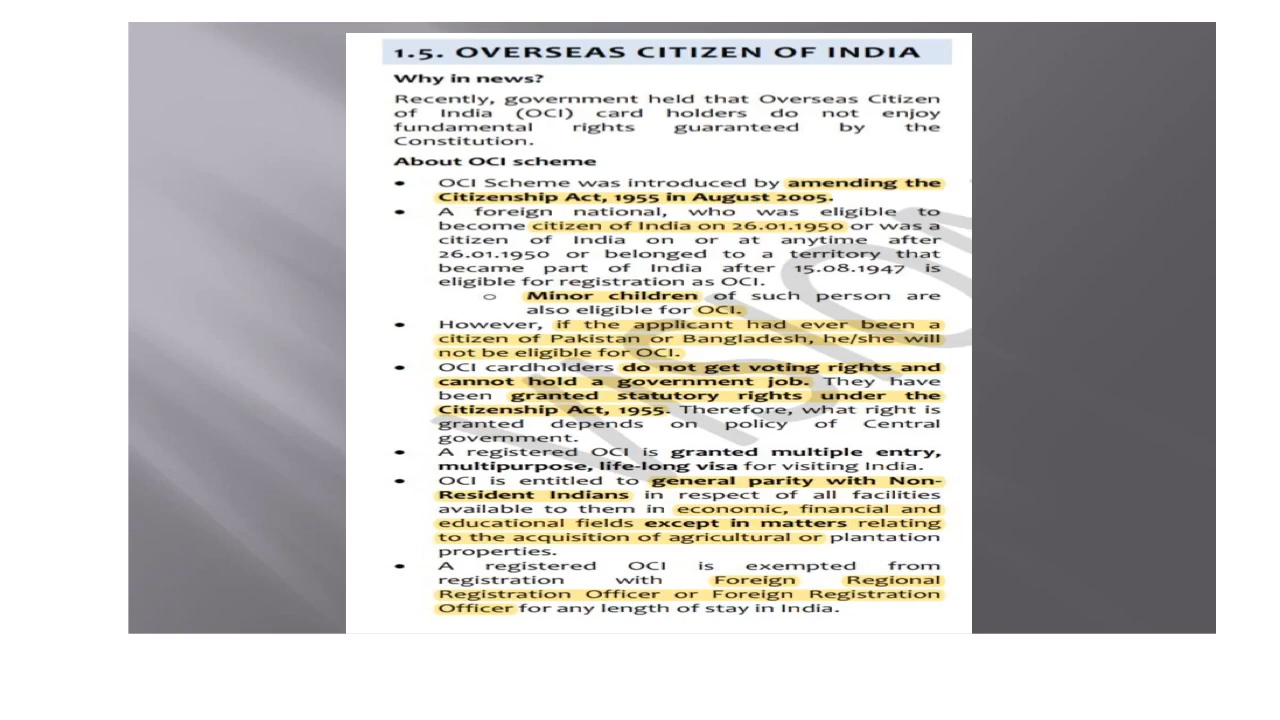 1.5. OVERSEAS CITIZEN OF INDIA
Why in news?
Recently, government held that Overseas Citizen
of India (OCI) card holders do not enjoy
fundamental rights guaranteed by the
Constitution.
About OCI scheme
• OCI Scheme was introduced by amending the
Citizenship Act, 1955 in August 2005.
• A foreign national, who was eligible to
become citizen of India on 26.01.1950 or was a
citizen of India on or at anytime after
26.01.1950 or belonged to a territory that
became part of India after 15.08.1947 is
eligible for registration as OCI.
o Minor children of such person are
also eligible for OCI.
• However, if the applicant had ever been a
citizen of Pakistan or Bangladesh, he/she will
not be eligible for OCI.
• OCI cardholders do not get voting rights and
cannot hold a government job. They have
been granted statutory rights under the
Citizenship Act, 1955. Therefore, what right is
granted depends on policy of Central
government.
• A registered OCI is granted multiple entry,
multipurpose, life-long visa for visiting India.
• OCI is entitled to general parity with Non-
Resident Indians in respect of all facilities
available to them in economic, financial and
educational fields except in matters relating
to the acquisition of agricultural or plantation
properties.
• A registered OCI is exempted from
registration with Foreign Regional
Registration Officer or Foreign Registration
Officer for any length of stay in India.
VISION